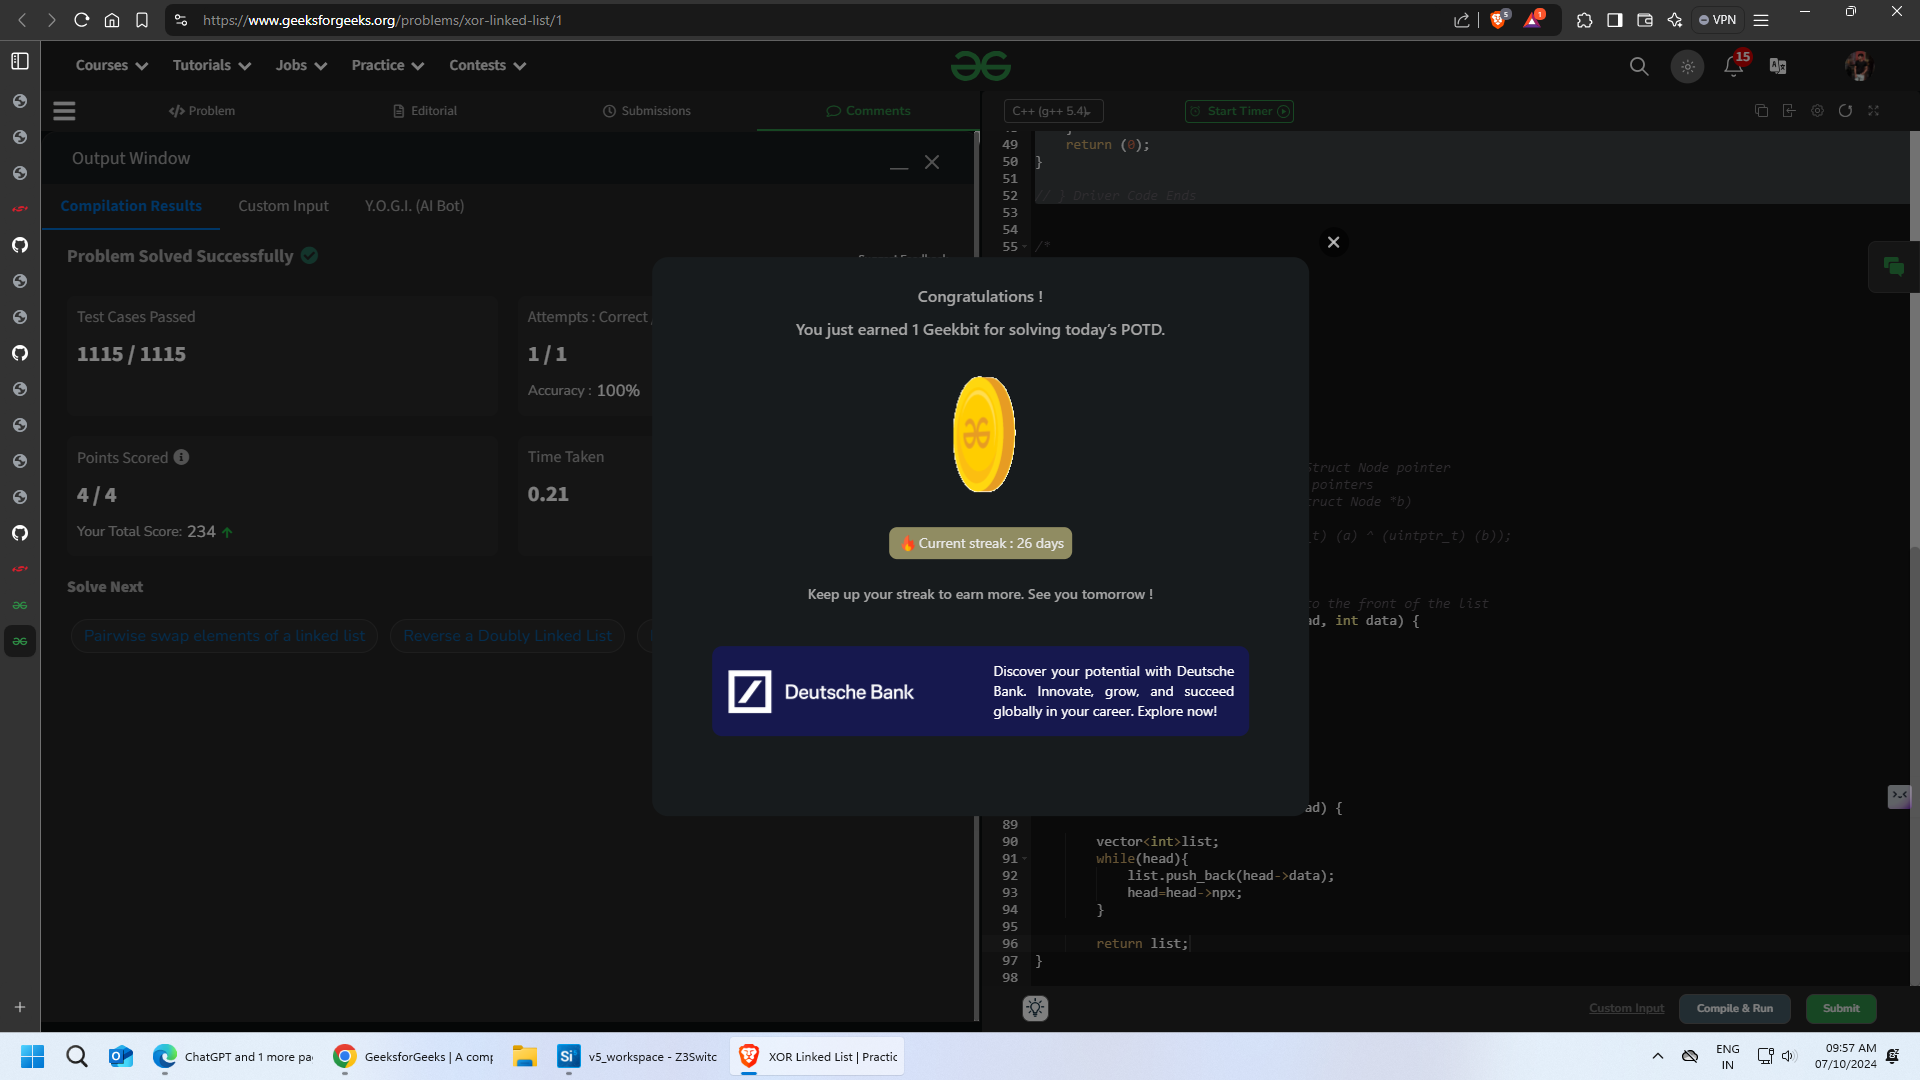 https://www.geeksforgeeks.org/problems/xor-linked-list/1
5
1
VPN
Courses
Tutorials
Jobs
Practice
Contests
15
Problem
Editorial
Submissions
Comments
C++ (g++ 5.4)
Start Timer
Output Window
Compilation Results
Custom Input
Y.O.G.I. (AI Bot)
Problem Solved Successfully
Test Cases Passed
1115 / 1115
Attempts : Correct /
1 / 1
Accuracy : 100%
Points Scored
4 / 4
Your Total Score: 234
Time Taken
0.21
Solve Next
Pairwise swap elements of a linked list
Reverse a Doubly Linked List
Congratulations !
You just earned 1 Geekbit for solving today's POTD.
Current streak : 26 days
Keep up your streak to earn more. See you tomorrow !
Deutsche Bank
Discover your potential with Deutsche
Bank. Innovate, grow, and succeed
globally in your career. Explore now!
49 return (0);
50 }
51
52 // } Driver Code Ends
53
54
55 /*
Struct Node pointer
pointers
truct Node *b)
_t) (a) ^ (uintptr_t) (b));
to the front of the list
ad, int data) {
ad) {
89
90 vector<int>list;
91 while(head){
92 list.push_back(head->data);
93 head=head->npx;
94 }
95
96 return list;
97 }
98
Custom Input
Compile & Run
Submit
ChatGPT and 1 more pa
GeeksforGeeks | A comp
v5_workspace - Z3Switc
XOR Linked List | Practic
ENG
IN
09:57 AM
07/10/2024